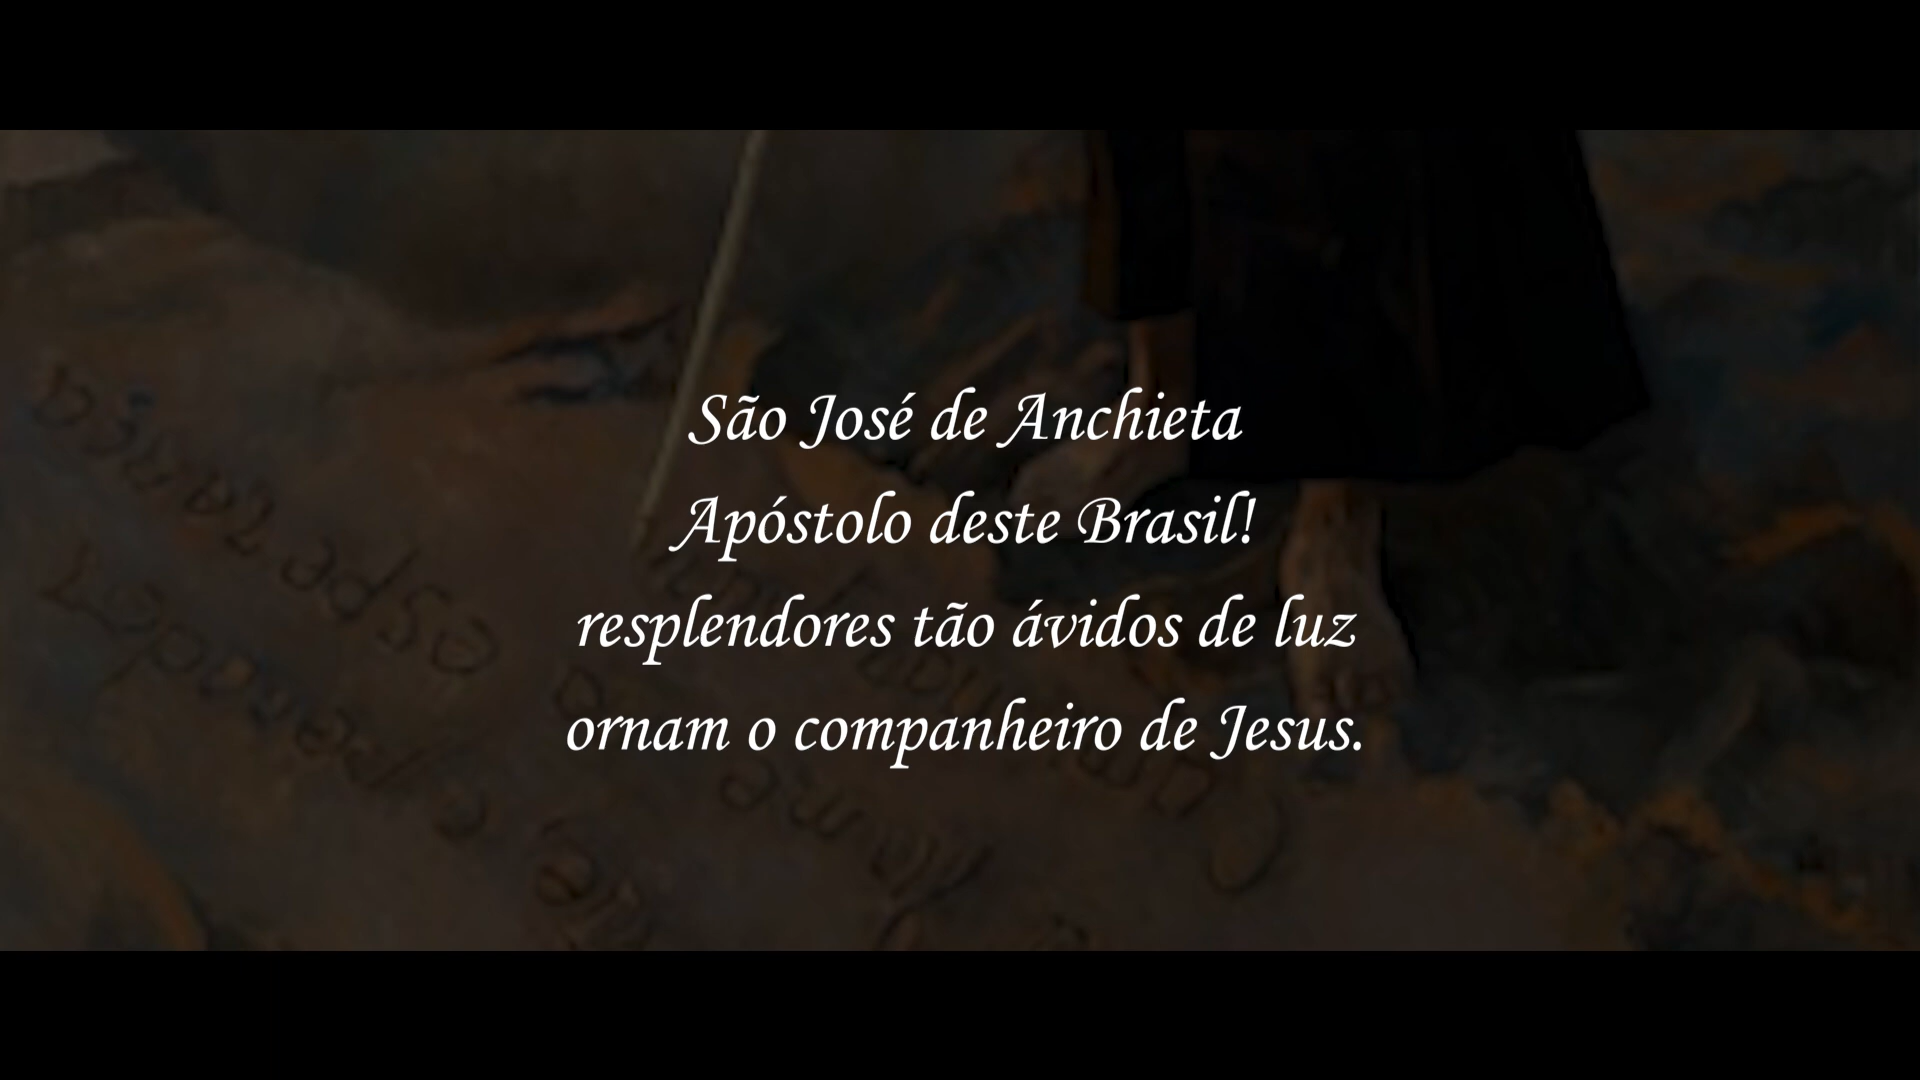 São José de Anchieta
Apóstolo deste Brasil!
resplendores tão ávidos de luz
ornam o companheiro de Jesus.